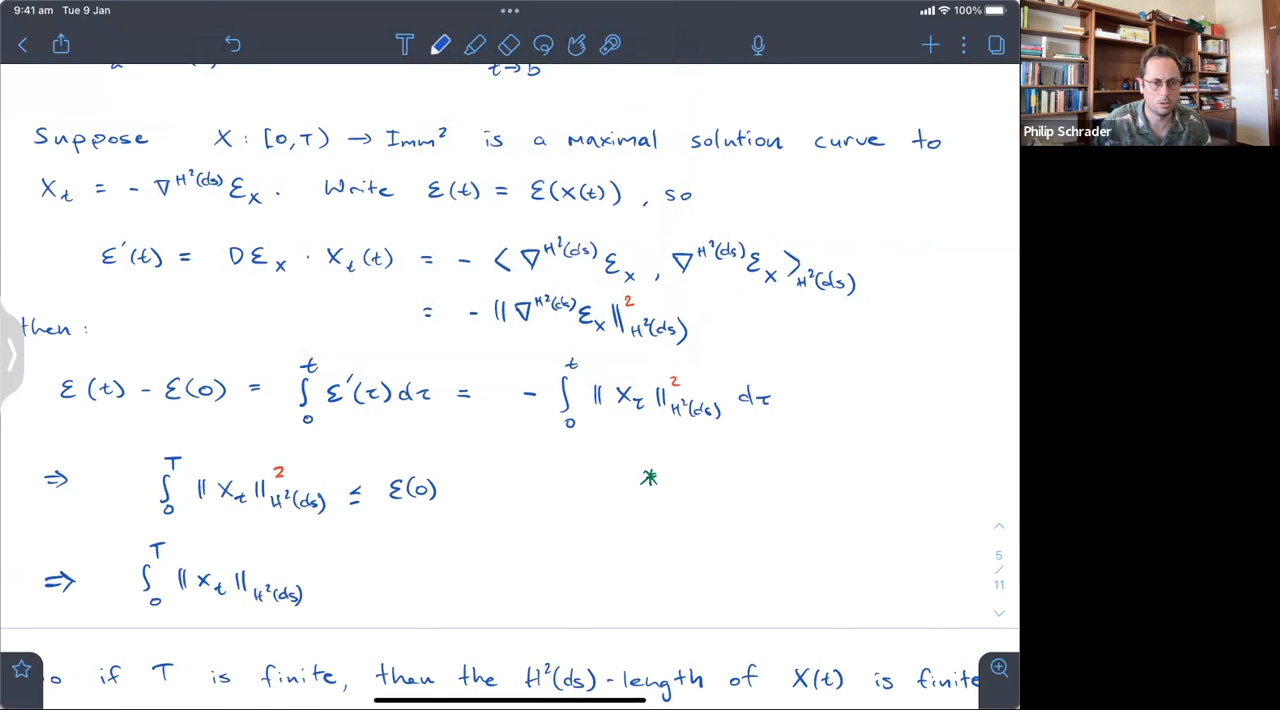 9:41 am Tue 9 Jan
100%
t → b
Suppose X : [0,T) → Imm² is a maximal solution curve to
X_t = - ∇^{H²(ds)} ℰ_X . Write ℰ(t) = ℰ(X(t)) , so
ℰ'(t) = Dℰ_X · X_t(t) = - < ∇^{H²(ds)} ℰ_X , ∇^{H²(ds)} ℰ_X >_{H²(ds)}
= - ‖ ∇^{H²(ds)} ℰ_X ‖²_{H²(ds)}
then :
ℰ(t) - ℰ(0) = ∫_0^t ℰ'(τ) dτ = - ∫_0^t ‖ X_τ ‖²_{H²(ds)} dτ
⇒ ∫_0^T ‖ X_t ‖²_{H²(ds)} ≤ ℰ(0) *
⇒ ∫_0^T ‖ X_t ‖_{H²(ds)}
o if T is finite, then the H²(ds)-length of X(t) is finite
5
/
11
Philip Schrader